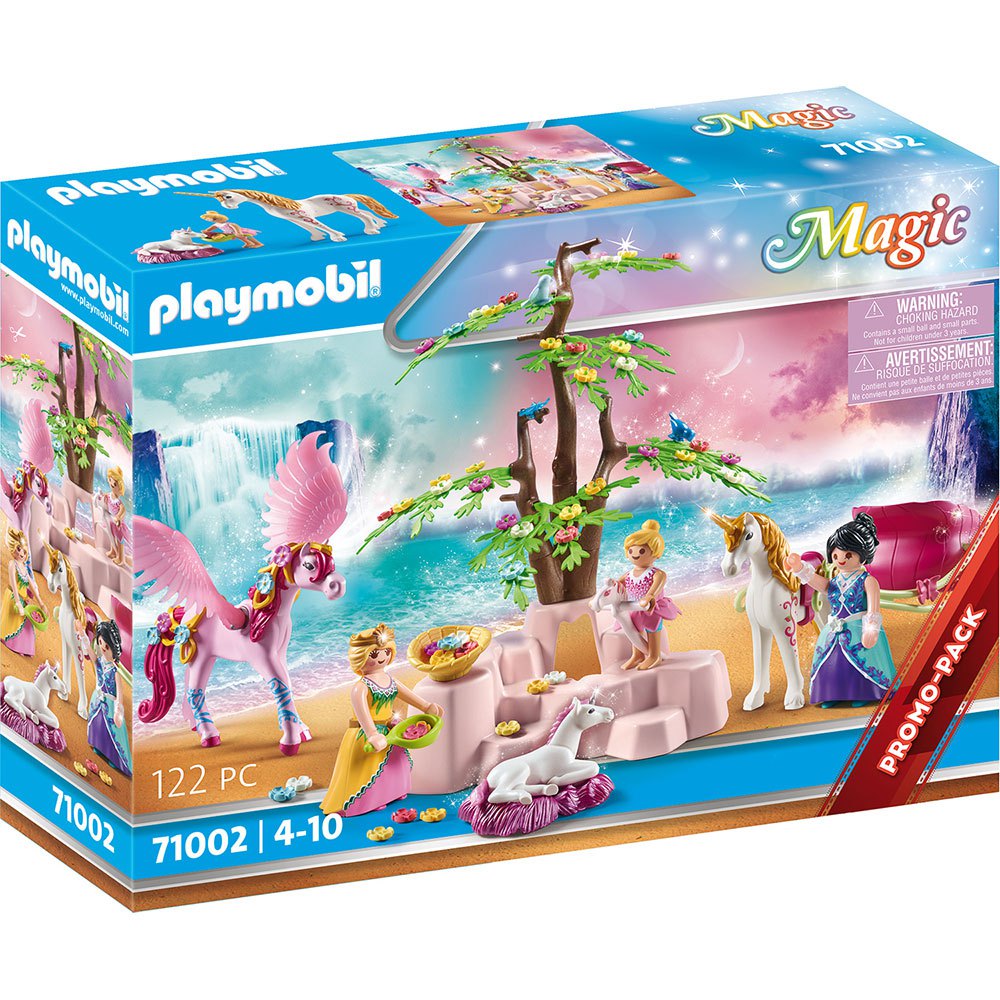 playmobil
Magic
71002
playmobil
www.playmobil.com
playmobil®
Magic
WARNING:
CHOKING HAZARD
Contains a small ball and small parts.
Not for children under 3 years.
AVERTISSEMENT:
RISQUE DE SUFFOCATION.
Contient une petite balle et de petites pièces.
Ne convient pas aux enfants de moins de 3 ans.
PROMO-PACK
122 PC
71002
71002 | 4-10